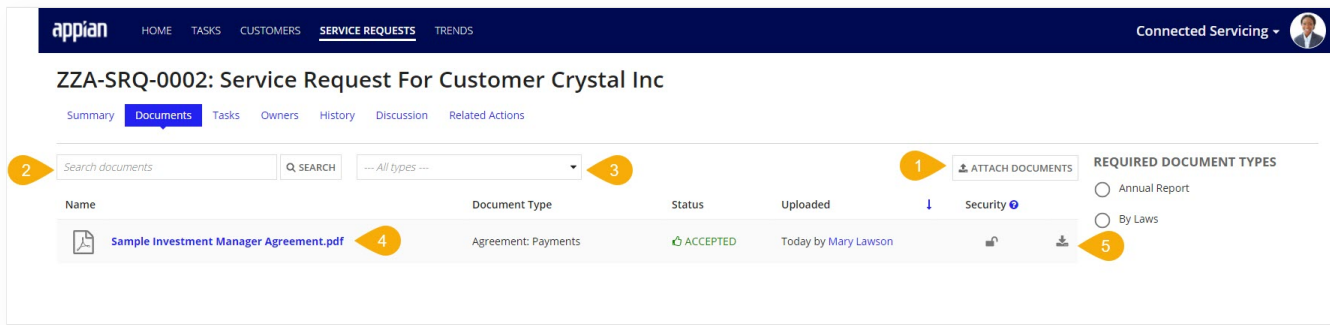 appian HOME TASKS CUSTOMERS SERVICE REQUESTS TRENDS Connected Servicing
ZZA-SRQ-0002: Service Request For Customer Crystal Inc
Summary Documents Tasks Owners History Discussion Related Actions
2 Search documents SEARCH --- All types --- 3 1 ATTACH DOCUMENTS REQUIRED DOCUMENT TYPES
Annual Report
Name Document Type Status Uploaded Security ?
By Laws
Sample Investment Manager Agreement.pdf 4 Agreement: Payments ACCEPTED Today by Mary Lawson 5